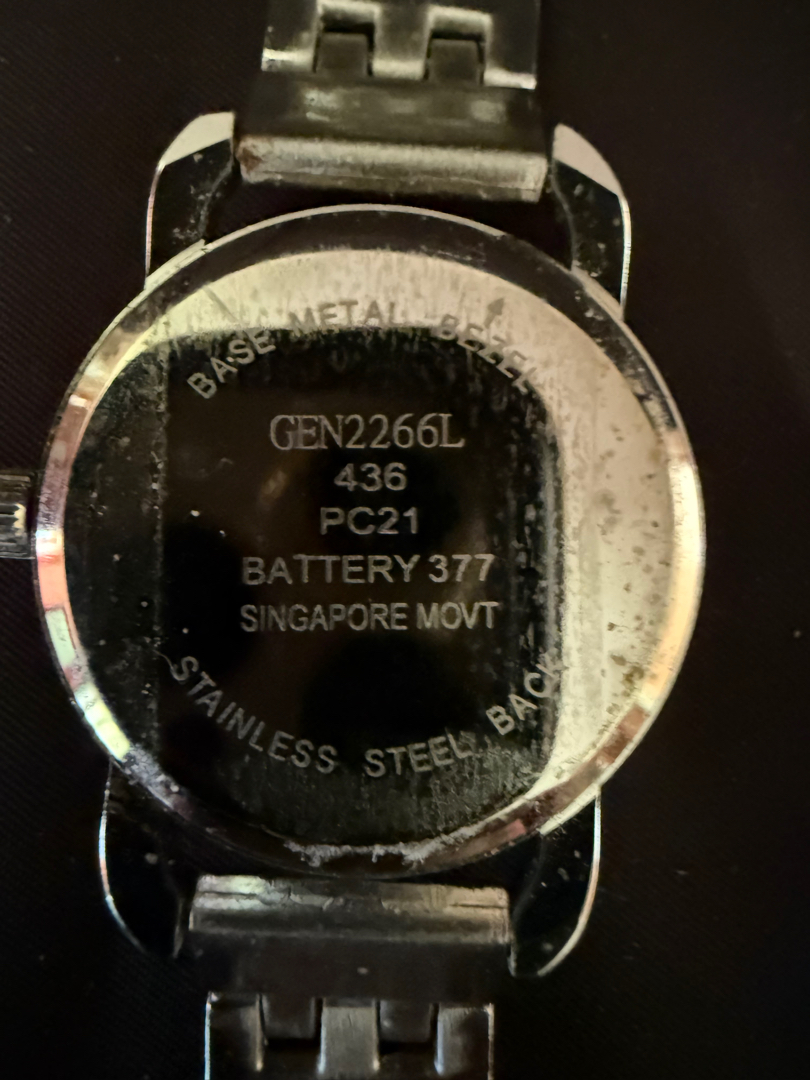 BASE METAL BEZEL
GEN2266L
436
PC21
BATTERY 377
SINGAPORE MOVT
STAINLESS STEEL BACK